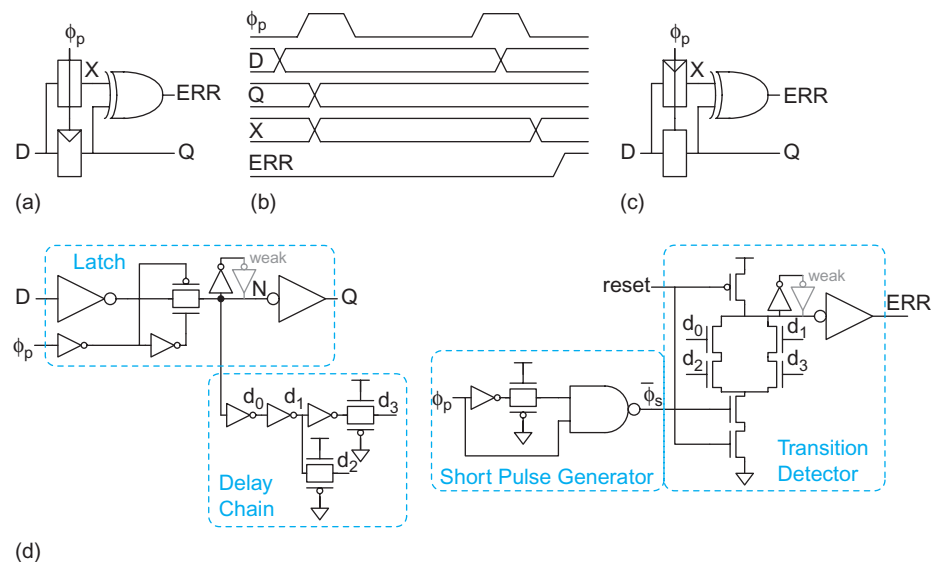 ϕp
X
ERR
D
Q
(a)
ϕp
D
Q
X
ERR
(b)
ϕp
X
ERR
D
Q
(c)
Latch
weak
D
N
Q
ϕp
d0
d1
d3
d2
Delay
Chain
ϕp
ϕ̅s
Short Pulse Generator
reset
weak
ERR
d0
d1
d2
d3
Transition
Detector
(d)